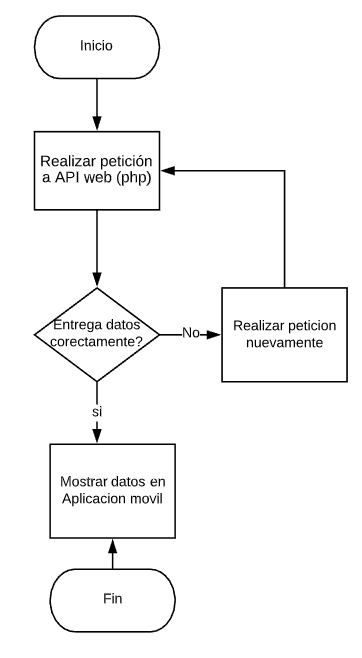 Inicio
Realizar petición
a API web (php)
Entrega datos
corectamente?
No
Realizar peticion
nuevamente
si
Mostrar datos en
Aplicacion movil
Fin